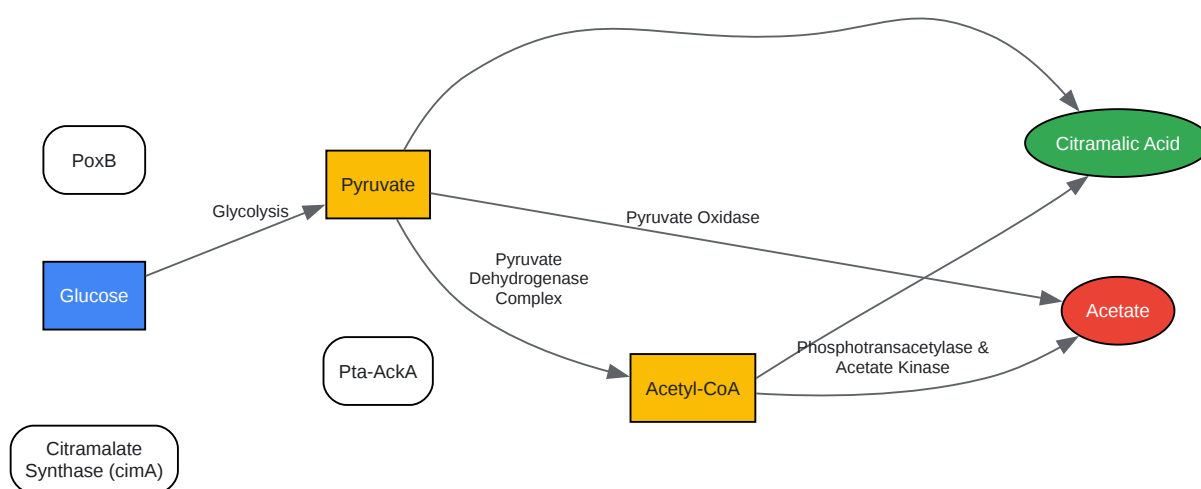 Citramalic Acid
PoxB
Pyruvate
Glycolysis
Pyruvate Oxidase
Pyruvate
Dehydrogenase
Complex
Glucose
Acetate
Phosphotransacetylase &
Acetate Kinase
Pta-AckA
Acetyl-CoA
Citramalate
Synthase (cimA)